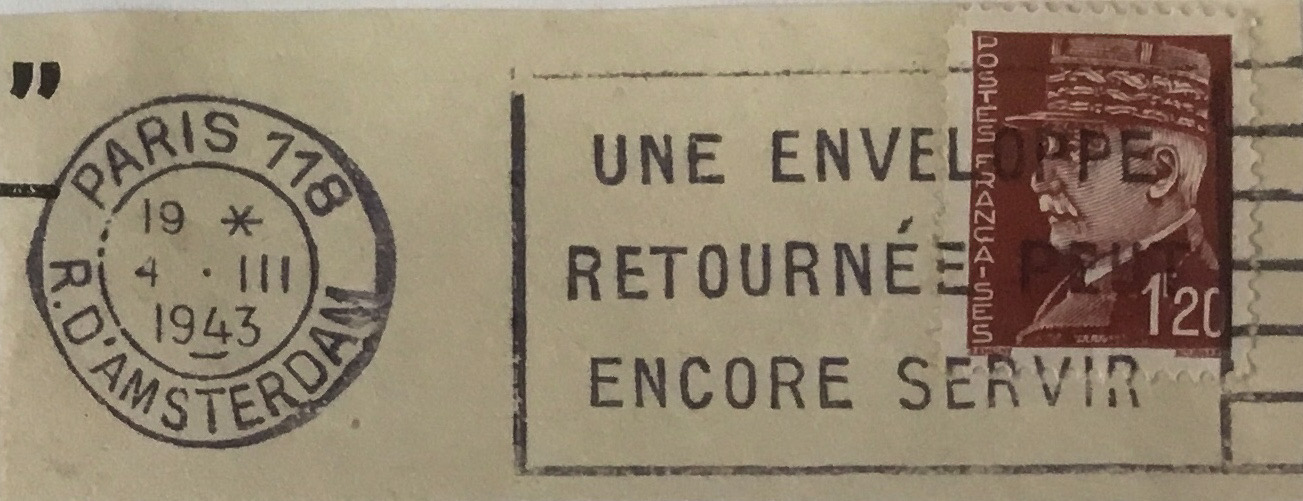 ”
PARIS 118
19 *
4 · III
1943
R. D'AMSTERDAM
UNE ENVELOPPE
RETOURNÉE PEUT
ENCORE SERVIR
POSTES FRANÇAISES
1F20